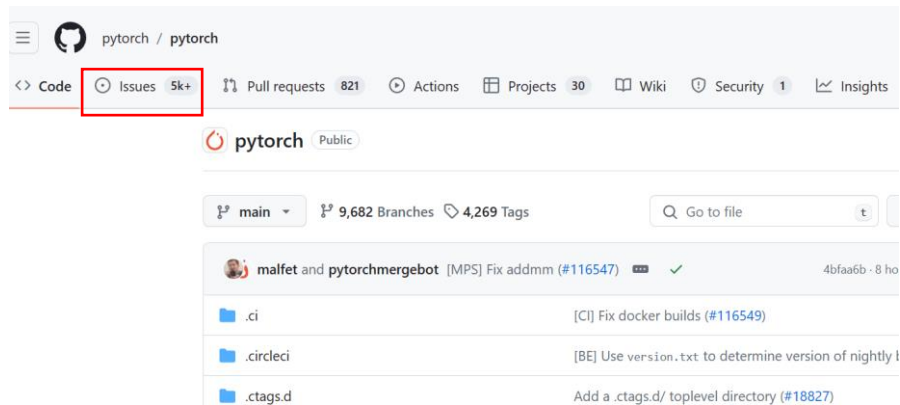 pytorch / pytorch
Code Issues 5k+ Pull requests 821 Actions Projects 30 Wiki Security 1 Insights
pytorch Public
main 9,682 Branches 4,269 Tags Go to file t
malfet and pytorchmergebot [MPS] Fix addmm (#116547) 4bfaa6b · 8 ho
.ci [CI] Fix docker builds (#116549)
.circleci [BE] Use version.txt to determine version of nightly b
.ctags.d Add a .ctags.d/ toplevel directory (#18827)